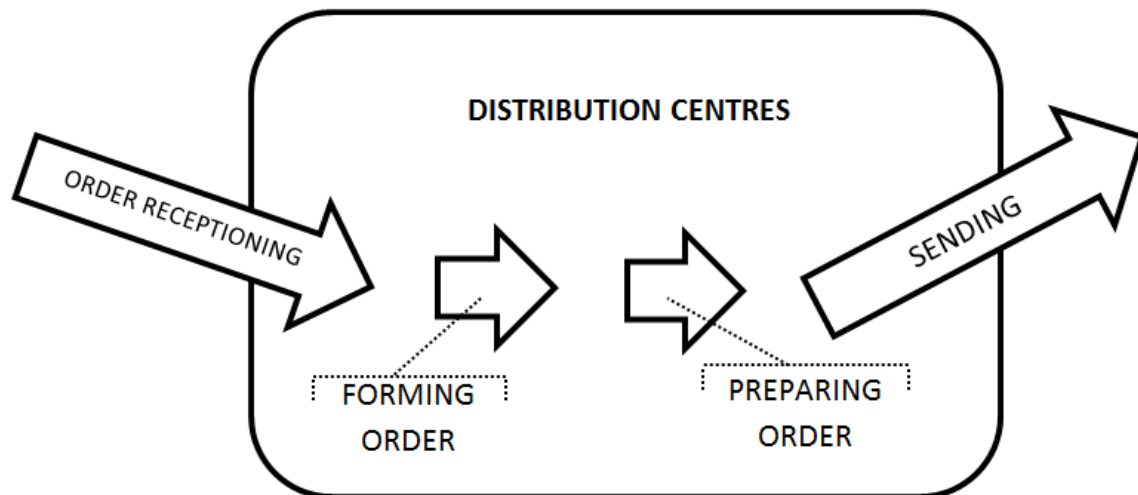 DISTRIBUTION CENTRES
ORDER RECEPTIONING
SENDING
FORMING
ORDER
PREPARING
ORDER